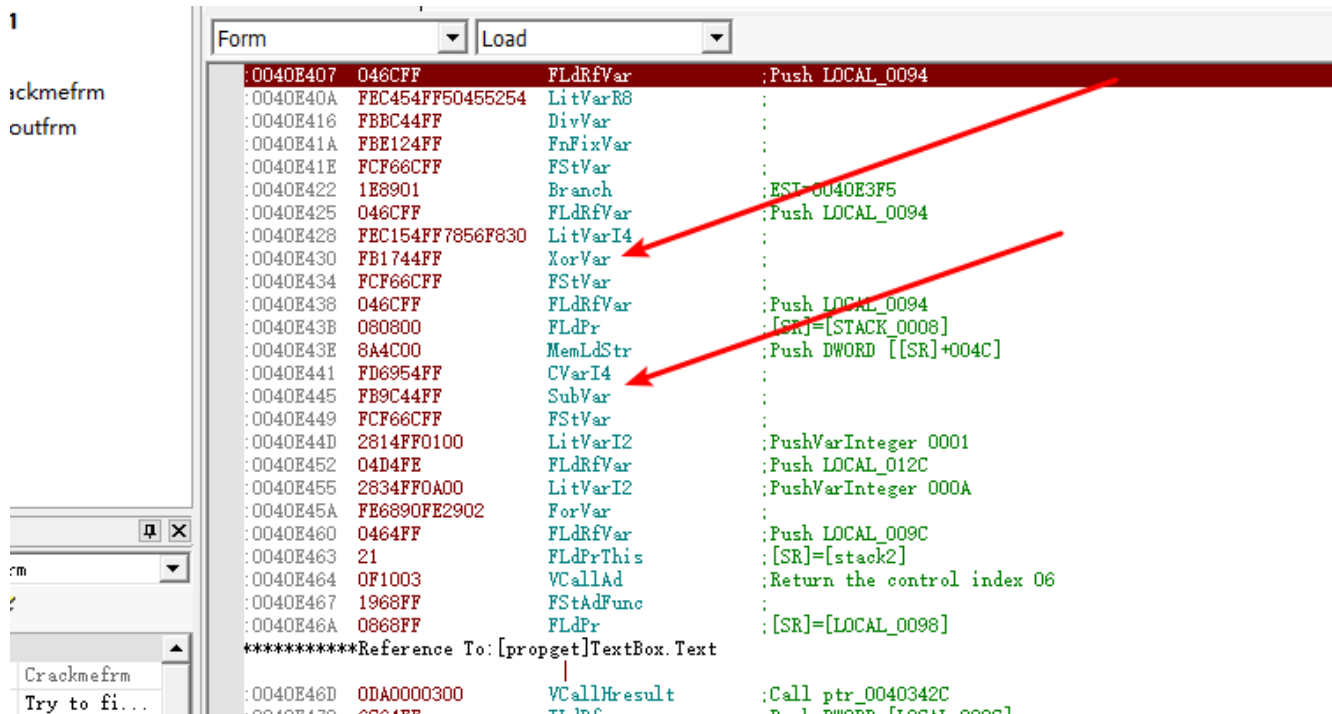 1
Form Load
ackmefrm
outfrm
:0040E407 046CFF FLdRfVar ;Push LOCAL_0094
:0040E40A FEC454FF50455254 LitVarR8 ;
:0040E416 FBBC44FF DivVar ;
:0040E41A FBE124FF FnFixVar ;
:0040E41E FCF66CFF FStVar ;
:0040E422 1E8901 Branch ;ESI=0040E3F5
:0040E425 046CFF FLdRfVar ;Push LOCAL_0094
:0040E428 FEC154FF7856F830 LitVarI4 ;
:0040E430 FB1744FF XorVar ;
:0040E434 FCF66CFF FStVar ;
:0040E438 046CFF FLdRfVar ;Push LOCAL_0094
:0040E43B 080800 FLdPr ;[SR]=[STACK_0008]
:0040E43E 8A4C00 MemLdStr ;Push DWORD [[SR]+004C]
:0040E441 FD6954FF CVarI4 ;
:0040E445 FB9C44FF SubVar ;
:0040E449 FCF66CFF FStVar ;
:0040E44D 2814FF0100 LitVarI2 ;PushVarInteger 0001
:0040E452 04D4FE FLdRfVar ;Push LOCAL_012C
:0040E455 2834FF0A00 LitVarI2 ;PushVarInteger 000A
:0040E45A FE6890FE2902 ForVar ;
:0040E460 0464FF FLdRfVar ;Push LOCAL_009C
:0040E463 21 FLdPrThis ;[SR]=[stack2]
:0040E464 0F1003 VCallAd ;Return the control index 06
:0040E467 1968FF FStAdFunc ;
:0040E46A 0868FF FLdPr ;[SR]=[LOCAL_0098]
***********Reference To:[propget]TextBox.Text
:0040E46D 0DA0000300 VCallHresult ;Call ptr_0040342C
rm
Crackmefrm
Try to fi...